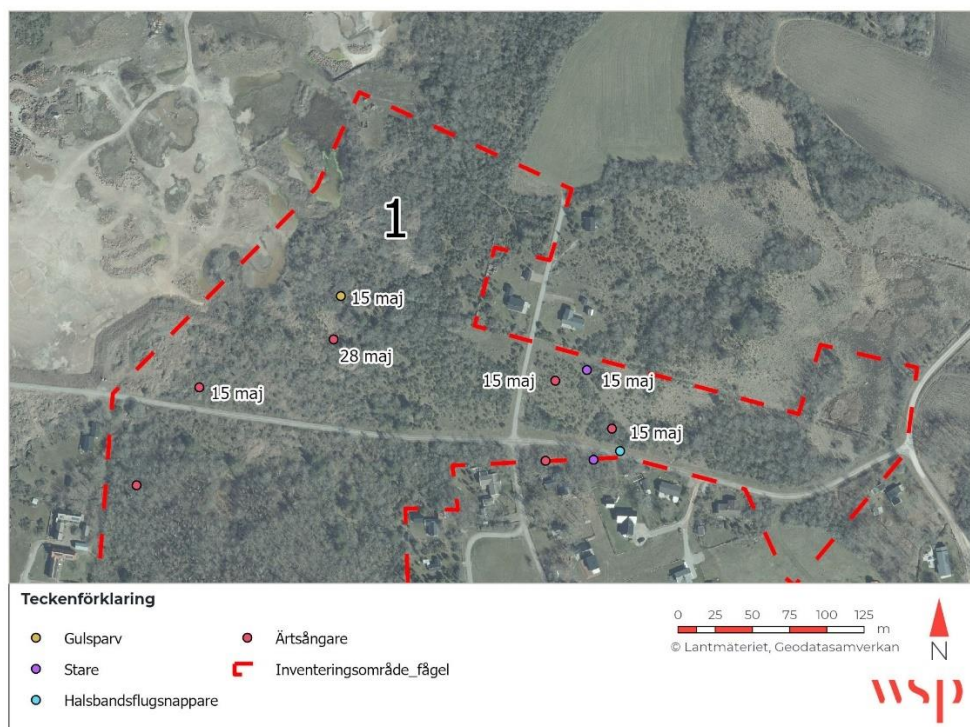 1
15 maj
28 maj
15 maj
15 maj
15 maj
15 maj
Teckenförklaring
Gulsparv
Ärtsångare
Stare
Inventeringsområde_fågel
Halsbandsflugsnappare
0 25 50 75 100 125
m
© Lantmäteriet, Geodatasamverkan
N
wsp